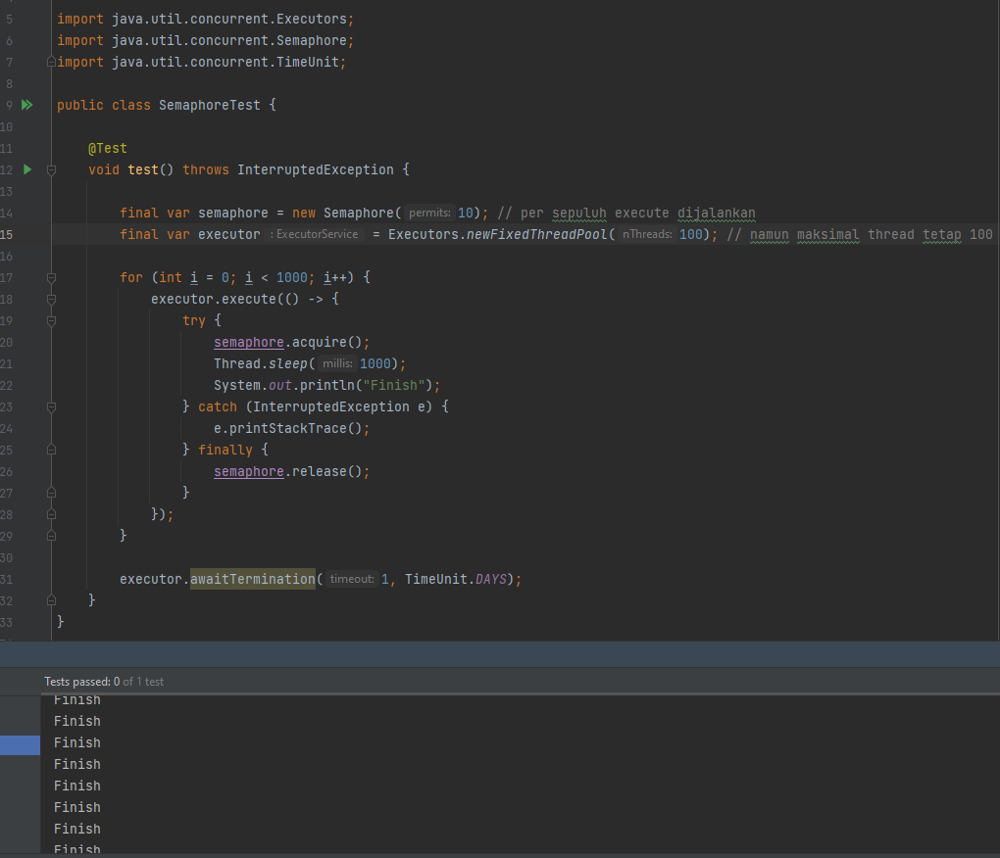 5 import java.util.concurrent.Executors;
6 import java.util.concurrent.Semaphore;
7 import java.util.concurrent.TimeUnit;
8
9 public class SemaphoreTest {
10
11 @Test
12 void test() throws InterruptedException {
13
14 final var semaphore = new Semaphore( permits: 10); // per sepuluh execute dijalankan
15 final var executor : ExecutorService = Executors.newFixedThreadPool( nThreads: 100); // namun maksimal thread tetap 100
16
17 for (int i = 0; i < 1000; i++) {
18 executor.execute(() -> {
19 try {
20 semaphore.acquire();
21 Thread.sleep( millis: 1000);
22 System.out.println("Finish");
23 } catch (InterruptedException e) {
24 e.printStackTrace();
25 } finally {
26 semaphore.release();
27 }
28 });
29 }
30
31 executor.awaitTermination( timeout: 1, TimeUnit.DAYS);
32 }
33 }
Tests passed: 0 of 1 test
Finish
Finish
Finish
Finish
Finish
Finish
Finish
Finish